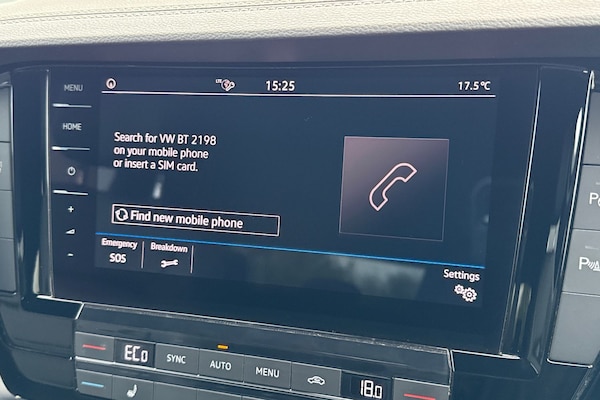 MENU
15:25
17.5°C
HOME
Search for VW BT 2198
on your mobile phone
or insert a SIM card.
Find new mobile phone
+
-
Emergency
SOS
Breakdown
Settings
ECo
SYNC
AUTO
MENU
18.0
LTE
P